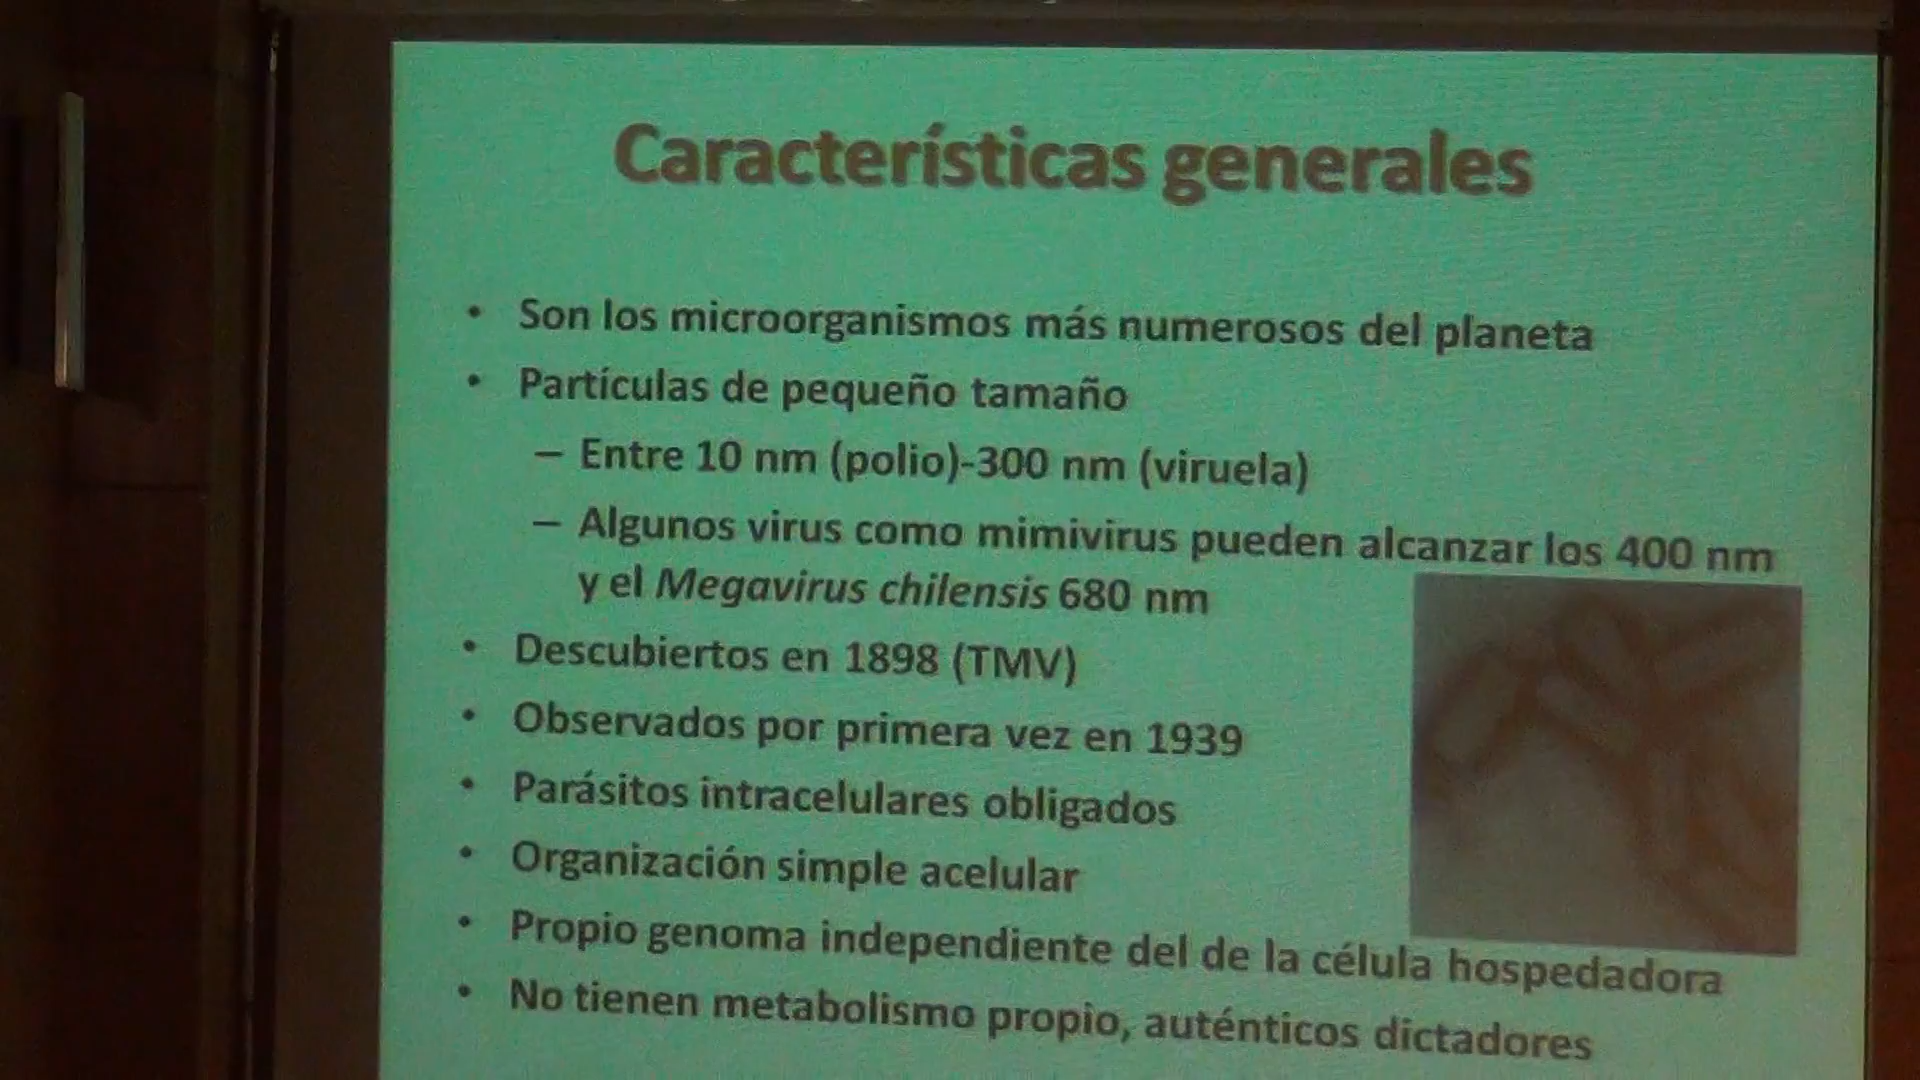 Características generales
• Son los microorganismos más numerosos del planeta
• Partículas de pequeño tamaño
– Entre 10 nm (polio)-300 nm (viruela)
– Algunos virus como mimivirus pueden alcanzar los 400 nm
y el Megavirus chilensis 680 nm
• Descubiertos en 1898 (TMV)
• Observados por primera vez en 1939
• Parásitos intracelulares obligados
• Organización simple acelular
• Propio genoma independiente del de la célula hospedadora
• No tienen metabolismo propio, auténticos dictadores